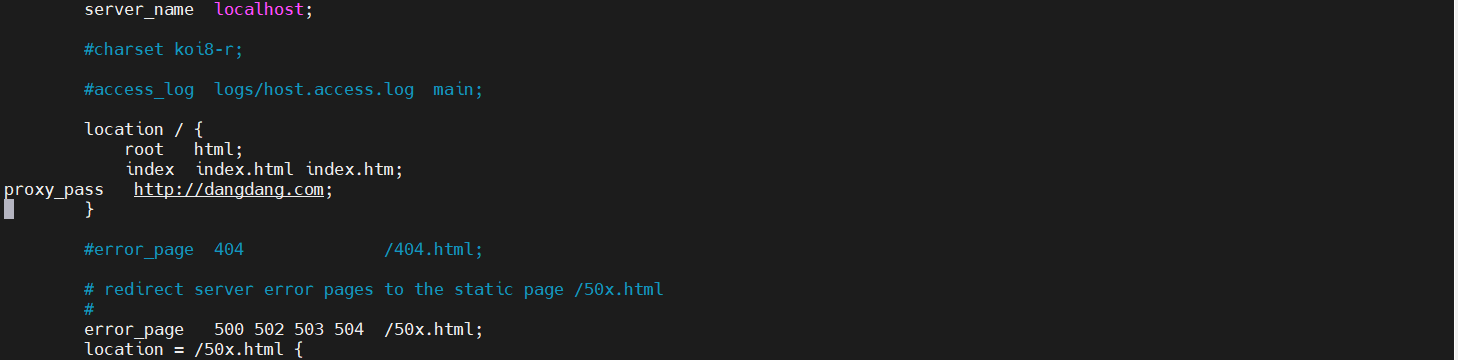 server_name  localhost;
#charset koi8-r;
#access_log  logs/host.access.log  main;
location / {
root   html;
index  index.html index.htm;
proxy_pass   http://dangdang.com;
}
#error_page  404              /404.html;
# redirect server error pages to the static page /50x.html
#
error_page   500 502 503 504  /50x.html;
location = /50x.html {